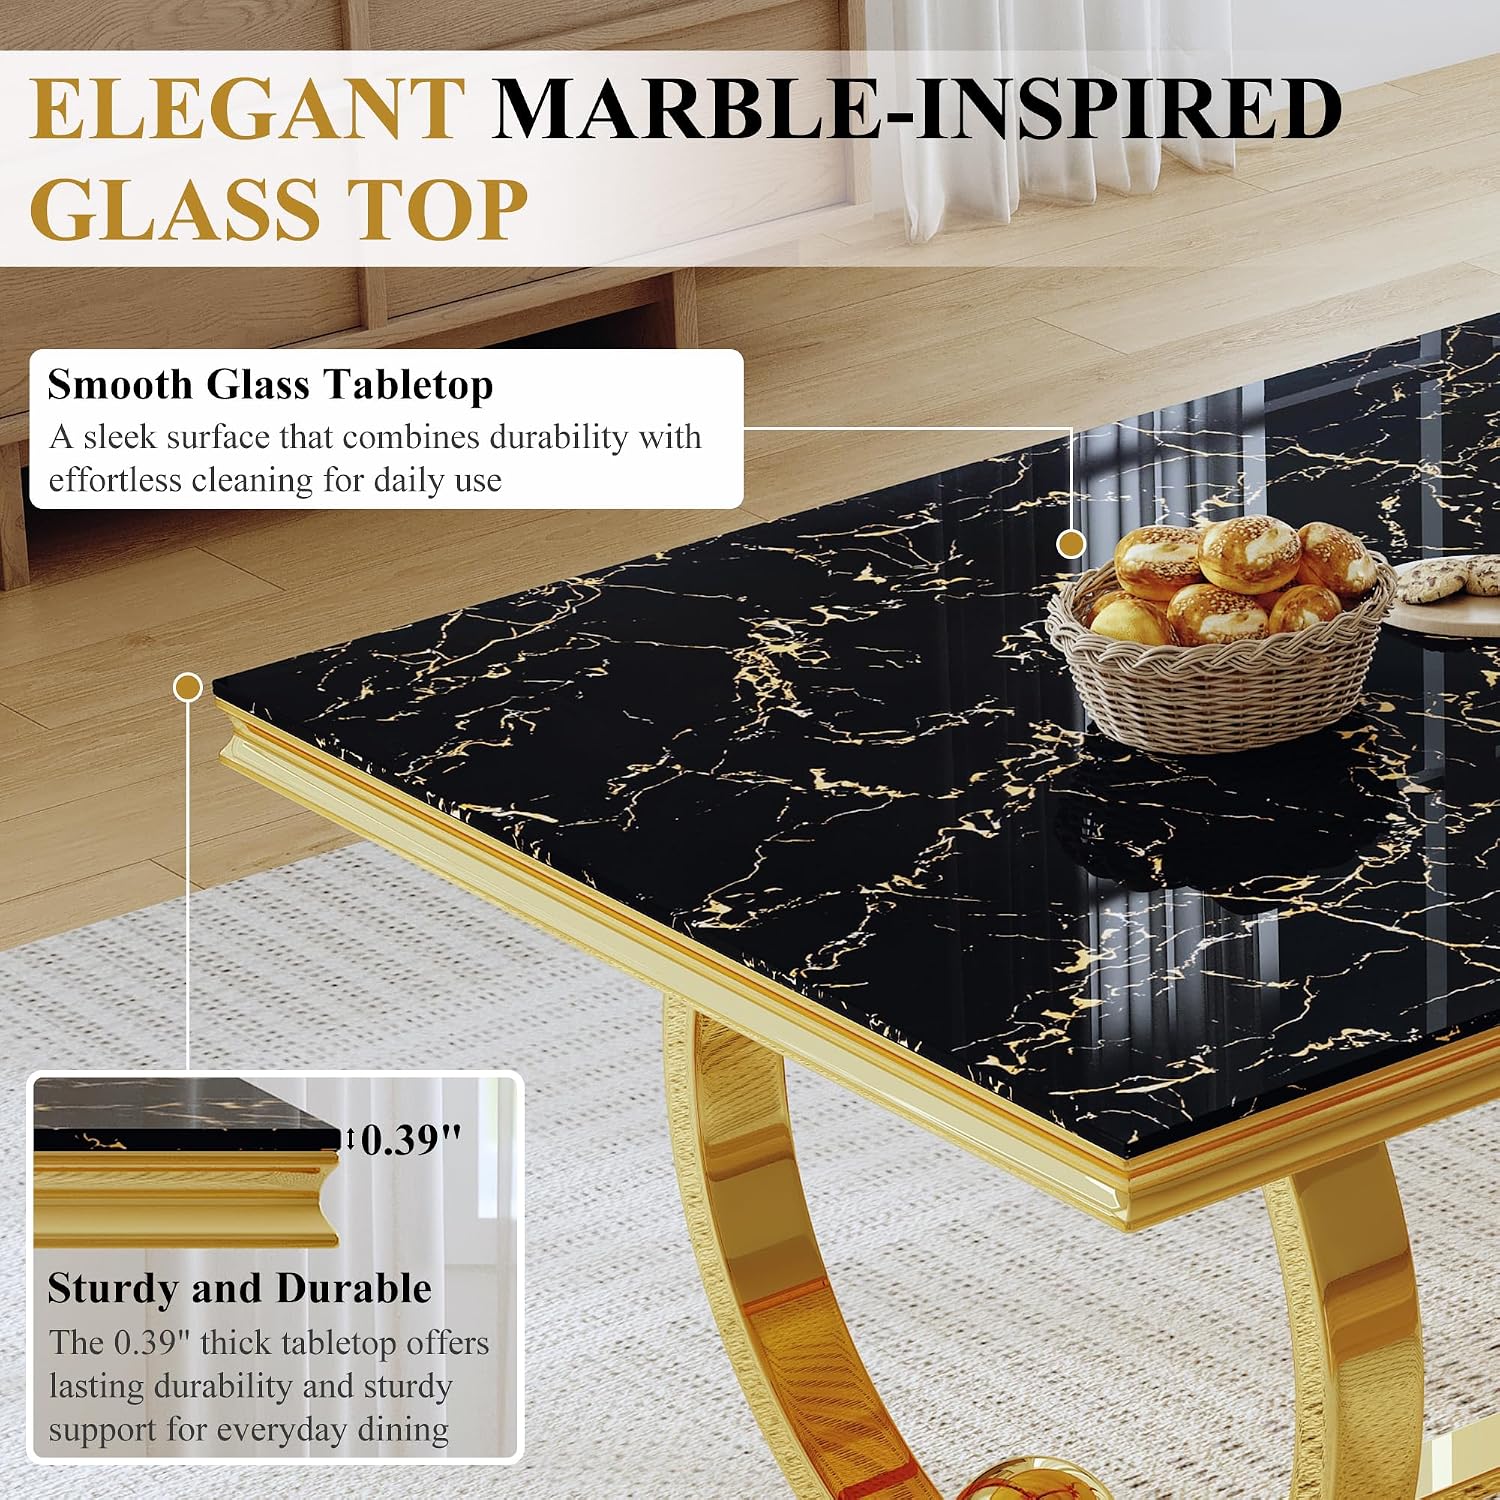 ELEGANT MARBLE-INSPIRED
GLASS TOP
Smooth Glass Tabletop
A sleek surface that combines durability with
effortless cleaning for daily use
0.39"
Sturdy and Durable
The 0.39" thick tabletop offers
lasting durability and sturdy
support for everyday dining